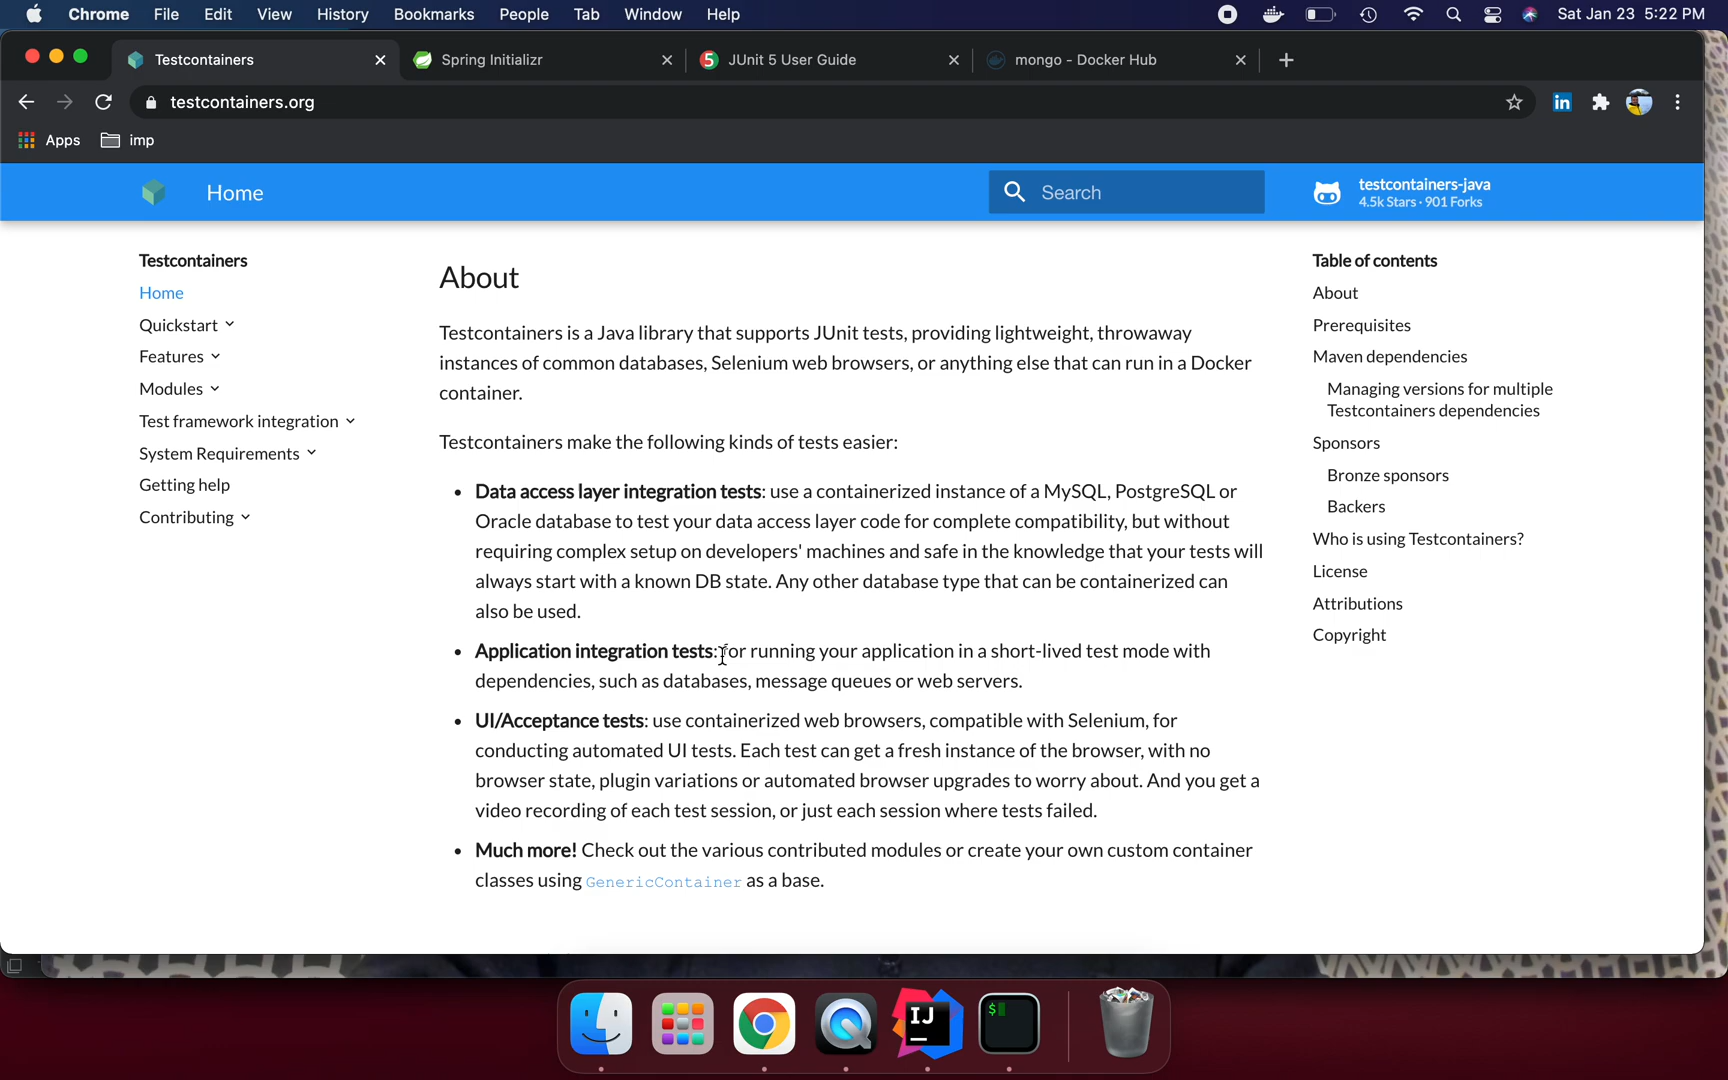 Chrome File Edit View History Bookmarks People Tab Window Help Sat Jan 23 5:22 PM
Testcontainers Spring Initializr JUnit 5 User Guide mongo - Docker Hub
testcontainers.org
Apps imp
Home Search testcontainers-java
4.5k Stars · 901 Forks
Testcontainers
Home
Quickstart
Features
Modules
Test framework integration
System Requirements
Getting help
Contributing
About
Testcontainers is a Java library that supports JUnit tests, providing lightweight, throwaway
instances of common databases, Selenium web browsers, or anything else that can run in a Docker
container.
Testcontainers make the following kinds of tests easier:
• Data access layer integration tests: use a containerized instance of a MySQL, PostgreSQL or
Oracle database to test your data access layer code for complete compatibility, but without
requiring complex setup on developers' machines and safe in the knowledge that your tests will
always start with a known DB state. Any other database type that can be containerized can
also be used.
• Application integration tests: for running your application in a short-lived test mode with
dependencies, such as databases, message queues or web servers.
• UI/Acceptance tests: use containerized web browsers, compatible with Selenium, for
conducting automated UI tests. Each test can get a fresh instance of the browser, with no
browser state, plugin variations or automated browser upgrades to worry about. And you get a
video recording of each test session, or just each session where tests failed.
• Much more! Check out the various contributed modules or create your own custom container
classes using GenericContainer as a base.
Table of contents
About
Prerequisites
Maven dependencies
Managing versions for multiple
Testcontainers dependencies
Sponsors
Bronze sponsors
Backers
Who is using Testcontainers?
License
Attributions
Copyright
IJ
$